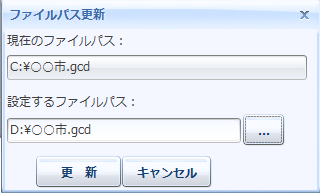 ファイルパス更新
現在のファイルパス：
C:¥○○市.gcd
設定するファイルパス：
D:¥○○市.gcd
...
更　新
キャンセル